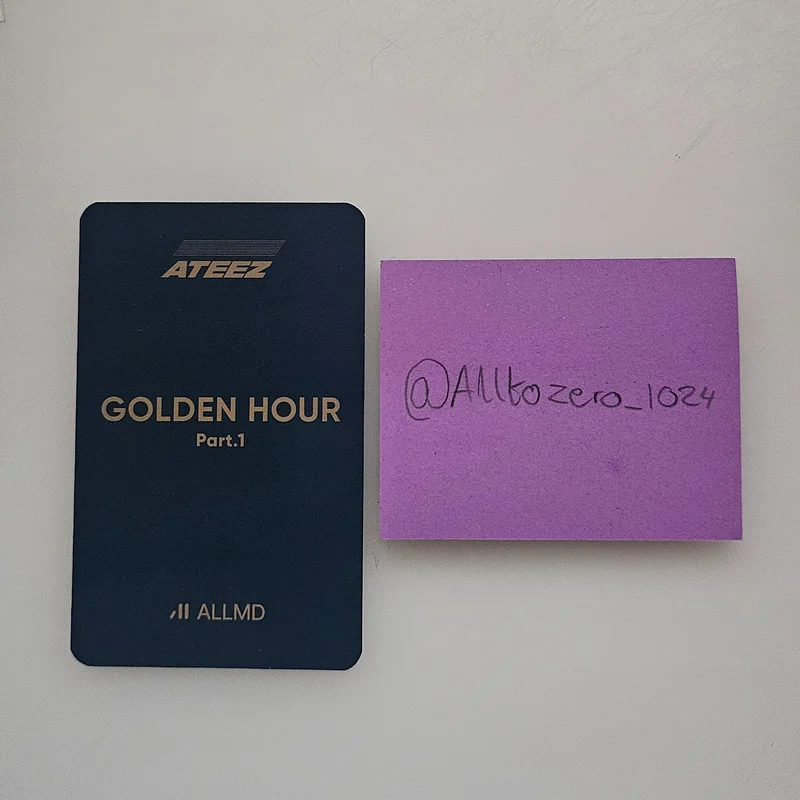 ATEEZ
GOLDEN HOUR
Part.1
ALLMD
@Alltozero_1024